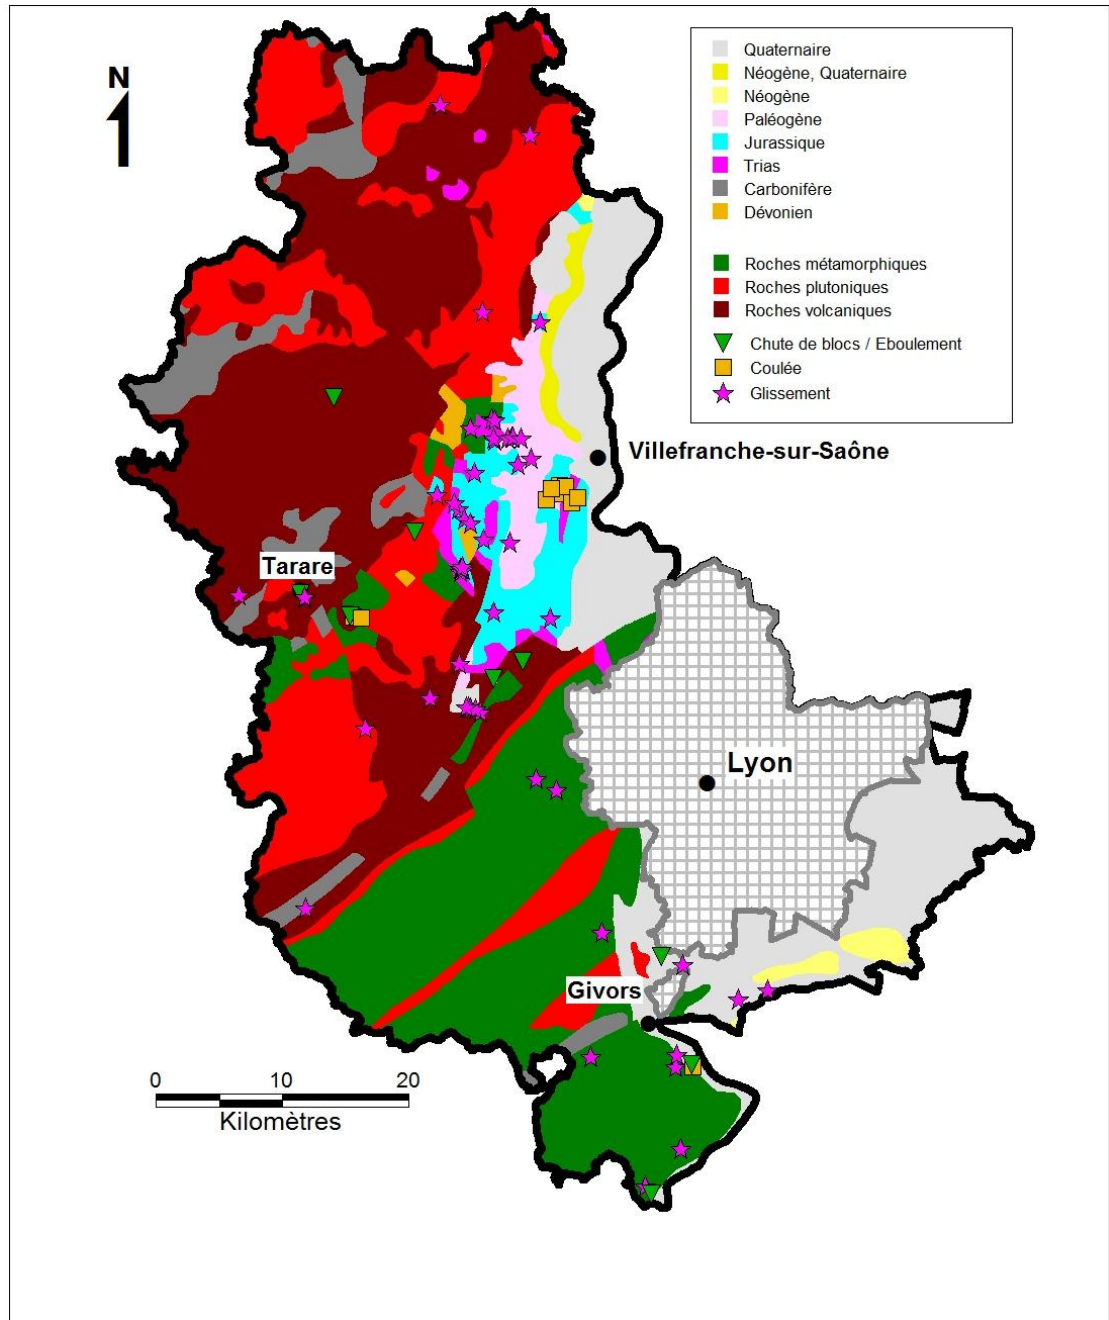 N
Quaternaire
Néogène, Quaternaire
Néogène
Paléogène
Jurassique
Trias
Carbonifère
Dévonien
Roches métamorphiques
Roches plutoniques
Roches volcaniques
Chute de blocs / Eboulement
Coulée
Glissement
Villefranche-sur-Saône
Tarare
Lyon
Givors
0 10 20
Kilomètres